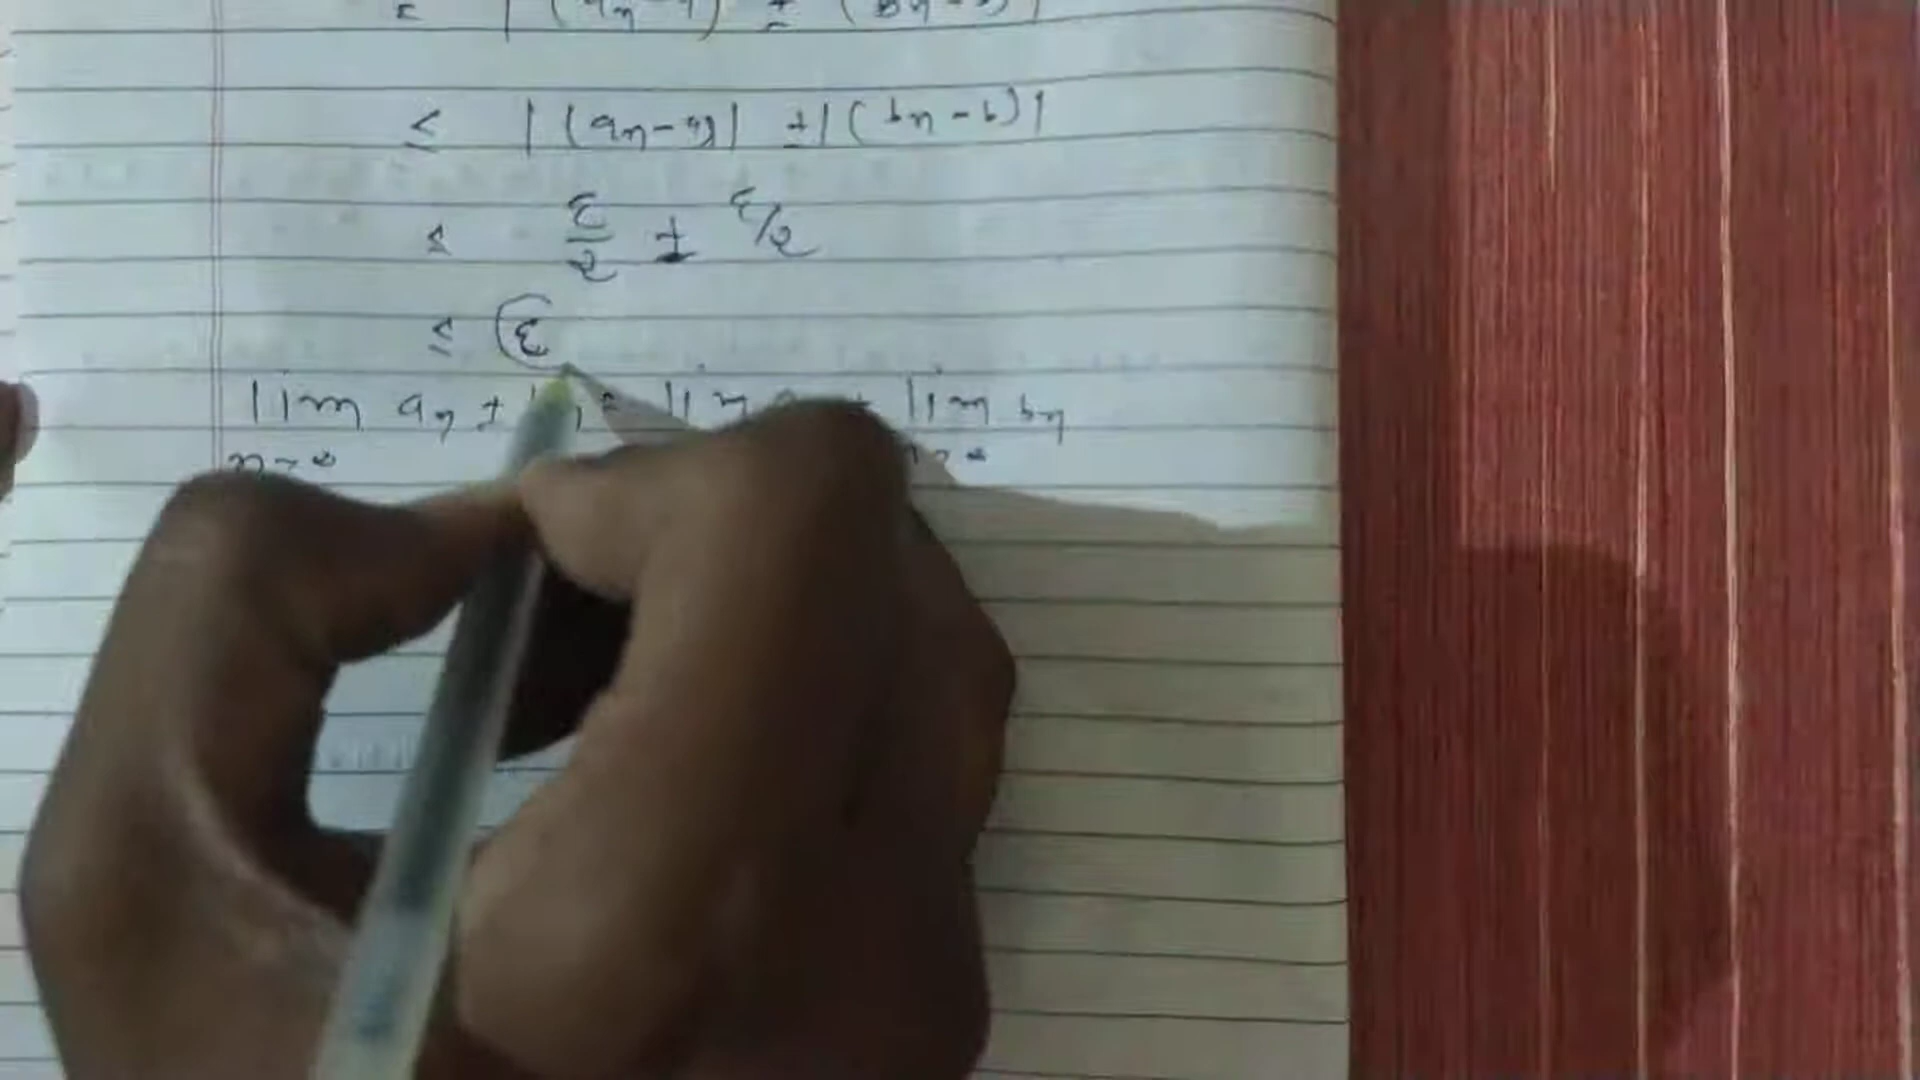 ≤ | (an - a) ± (bn - b) |
≤ | (an - a)| ± | (bn - b) |
≤ ε/2 ± ε/2
≤ ε
lim an ± = lim ± lim bn
n→∞ n→∞